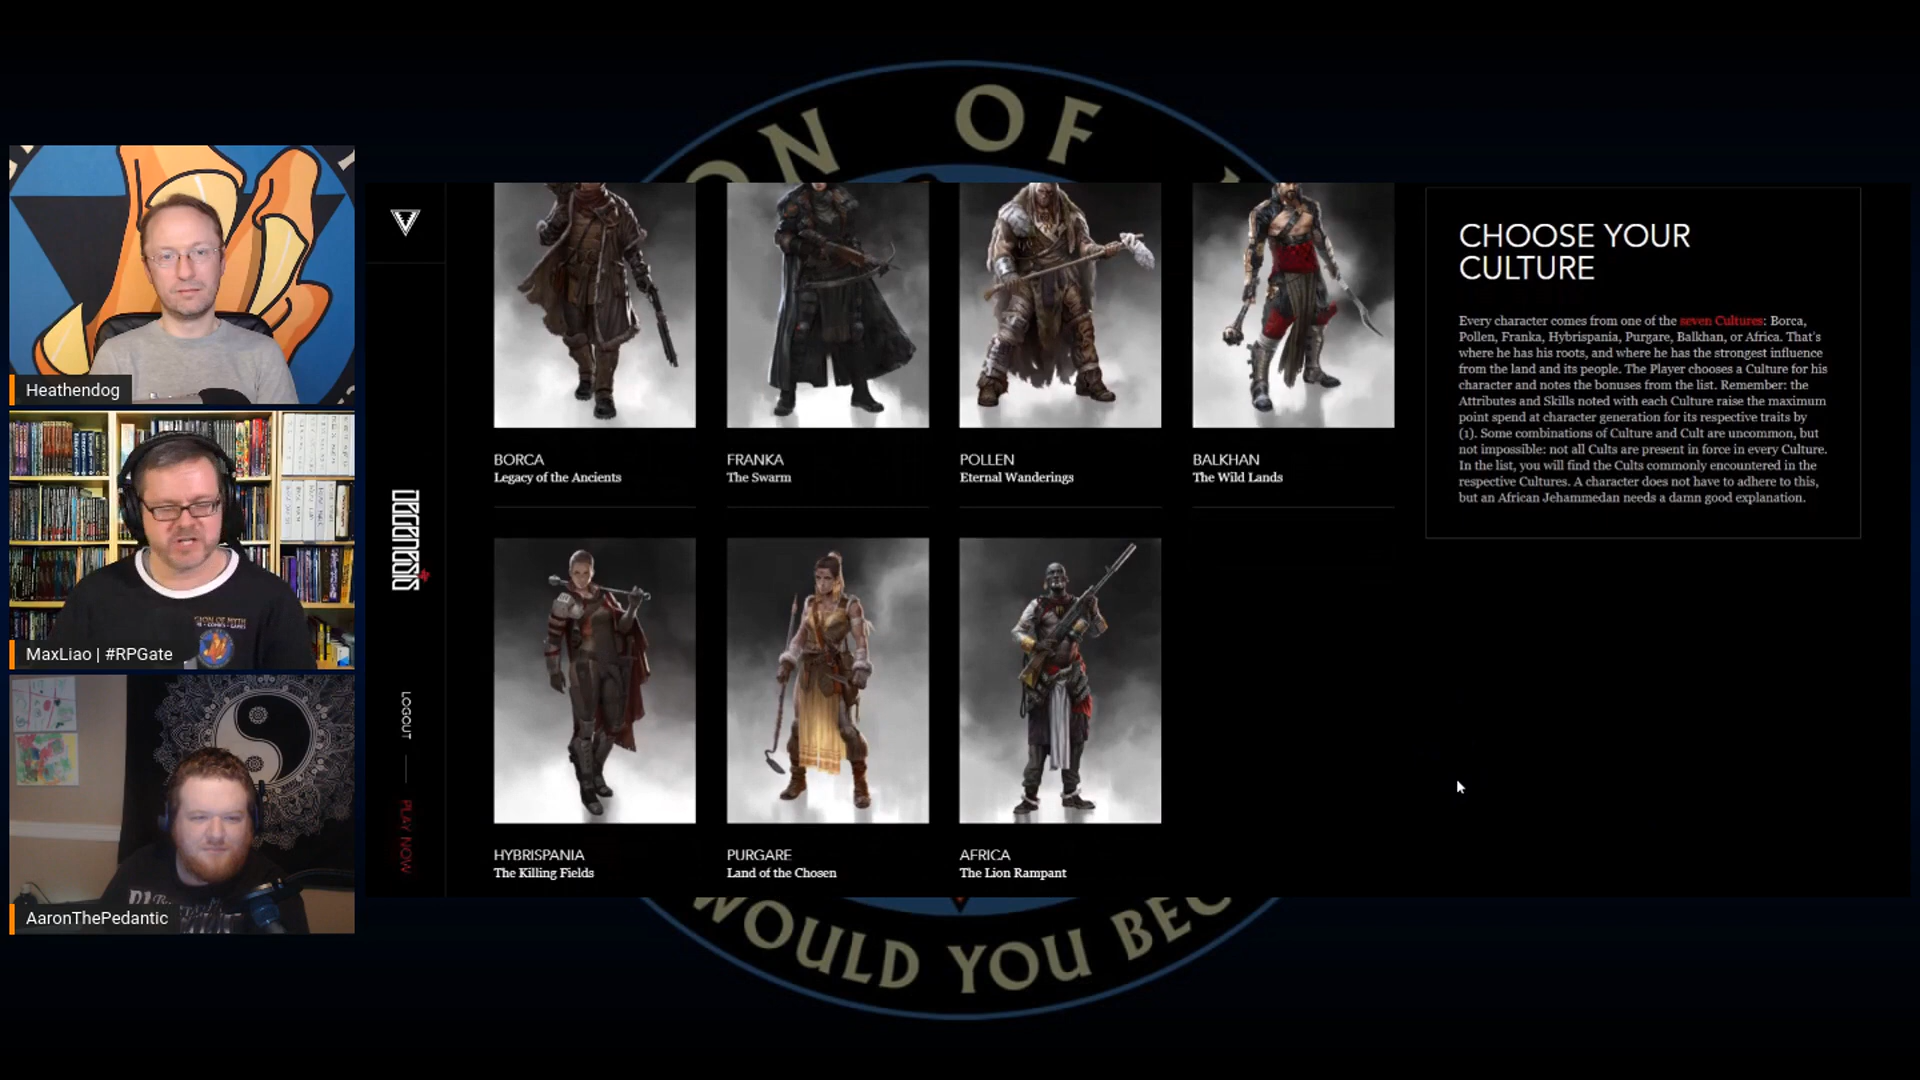 ON OF
Heathendog
MaxLiao | #RPGate
AaronThePedantic
DEGENESIS
LOGOUT
PLAY NOW
BORCA
Legacy of the Ancients
FRANKA
The Swarm
POLLEN
Eternal Wanderings
BALKHAN
The Wild Lands
HYBRISPANIA
The Killing Fields
PURGARE
Land of the Chosen
AFRICA
The Lion Rampant
CHOOSE YOUR
CULTURE
Every character comes from one of the seven Cultures: Borca,
Pollen, Franka, Hybrispania, Purgare, Balkhan, or Africa. That's
where he has his roots, and where he has the strongest influence
from the land and its people. The Player chooses a Culture for his
character and notes the bonuses from the list. Remember: the
Attributes and Skills noted with each Culture raise the maximum
point spend at character generation for its respective traits by
(1). Some combinations of Culture and Cult are uncommon, but
not impossible: not all Cults are present in force in every Culture.
In the list, you will find the Cults commonly encountered in the
respective Cultures. A character does not have to adhere to this,
but an African Jehammedan needs a damn good explanation.
WOULD YOU BEC